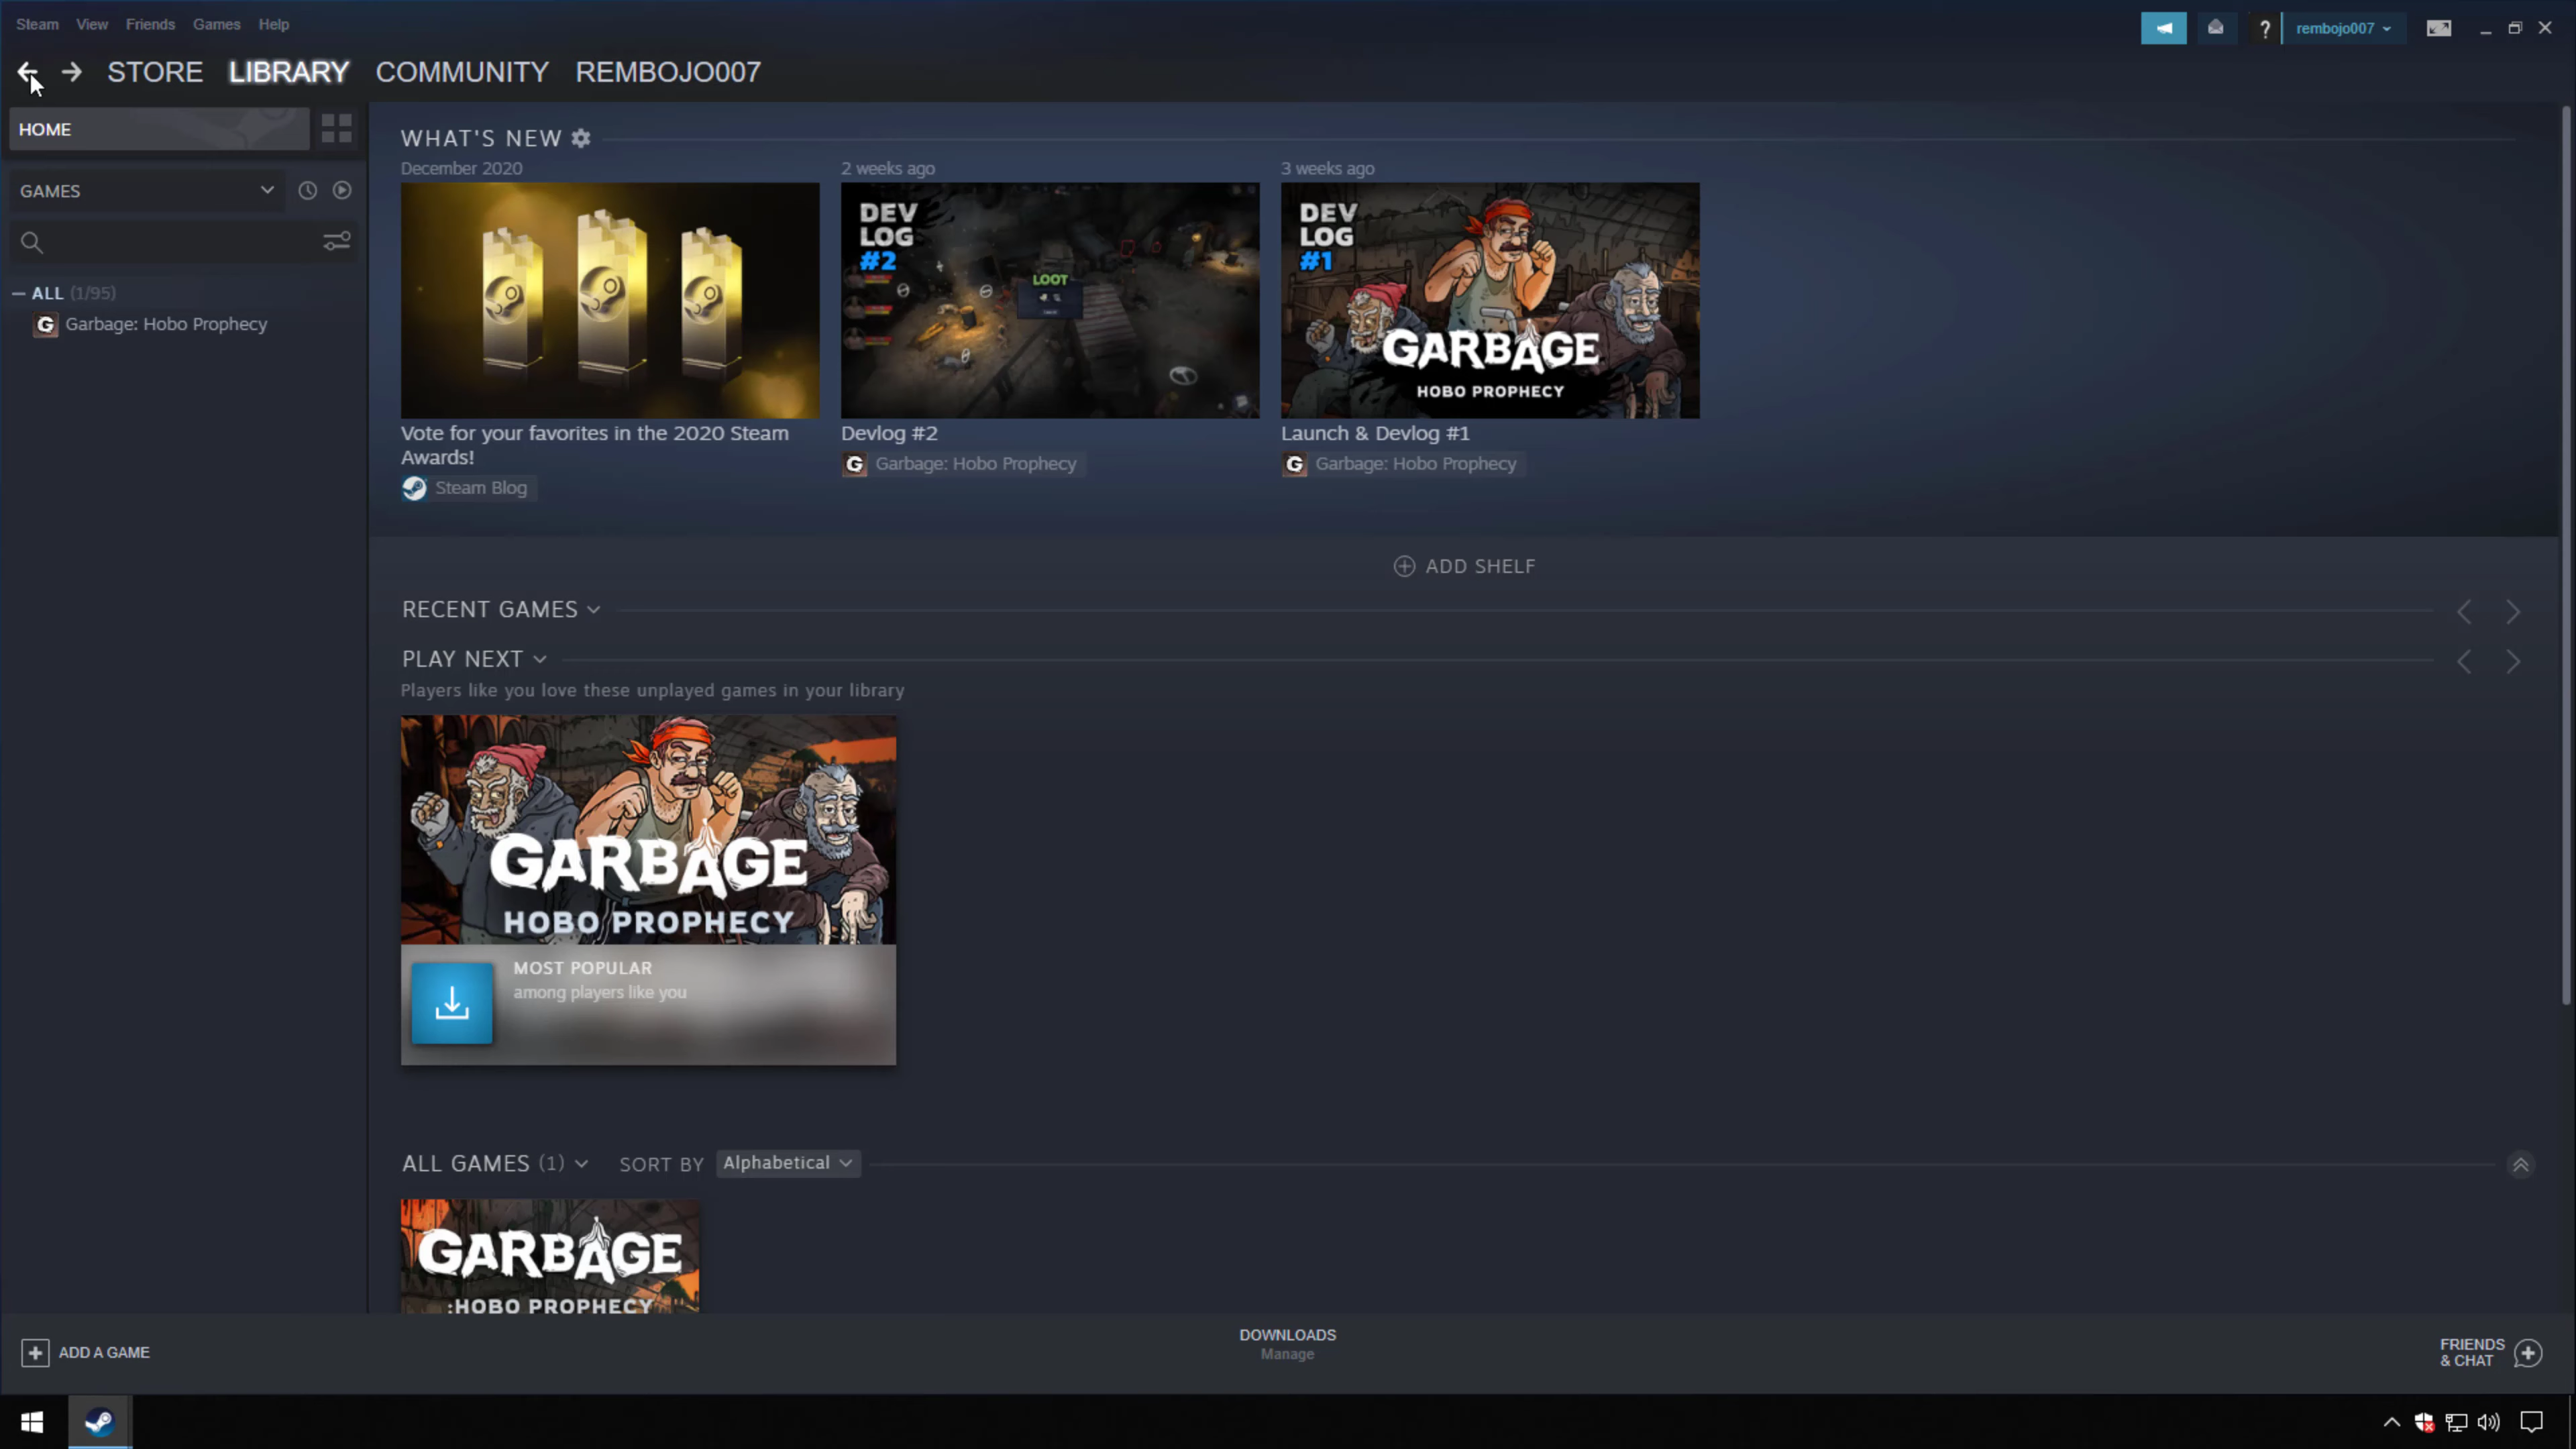 Steam View Friends Games Help
? rembojo007
STORE LIBRARY COMMUNITY REMBOJO007
HOME
GAMES
ALL (1/95)
Garbage: Hobo Prophecy
WHAT'S NEW
December 2020
2 weeks ago
3 weeks ago
DEV
LOG
#2
LOOT
DEV
LOG
#1
GARBAGE
HOBO PROPHECY
Vote for your favorites in the 2020 Steam
Awards!
Steam Blog
Devlog #2
Garbage: Hobo Prophecy
Launch & Devlog #1
Garbage: Hobo Prophecy
ADD SHELF
RECENT GAMES
PLAY NEXT
Players like you love these unplayed games in your library
GARBAGE
HOBO PROPHECY
MOST POPULAR
among players like you
ALL GAMES (1) SORT BY Alphabetical
GARBAGE
:HOBO PROPHECY
ADD A GAME
DOWNLOADS
Manage
FRIENDS
& CHAT